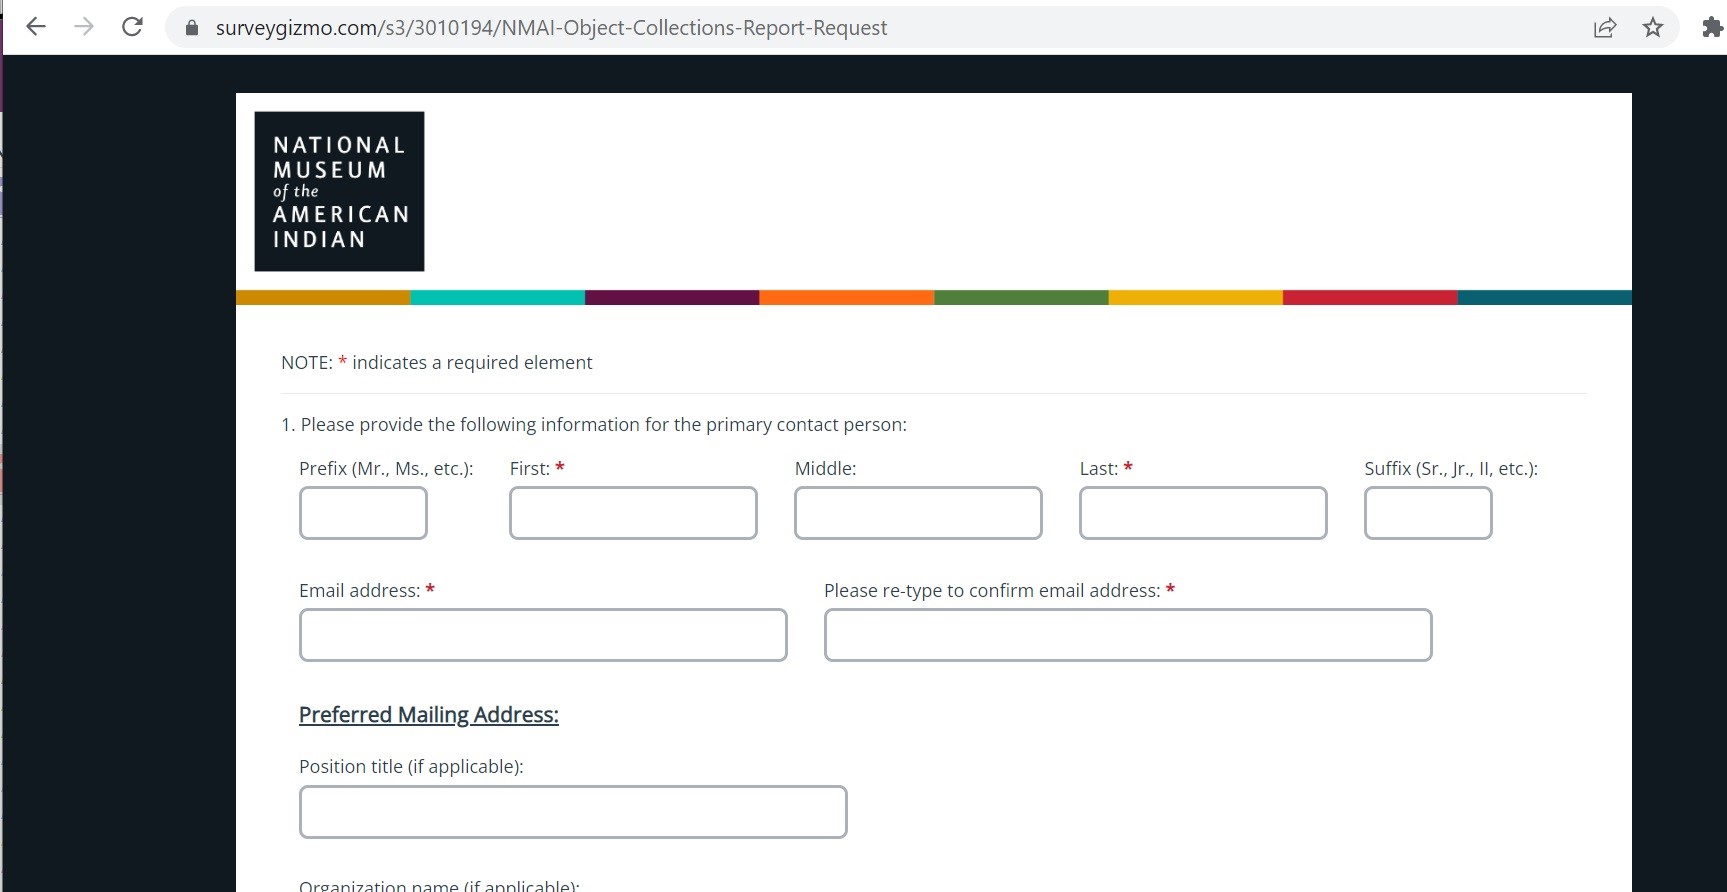 surveygizmo.com/s3/3010194/NMAI-Object-Collections-Report-Request
NATIONAL
MUSEUM
of the
AMERICAN
INDIAN
NOTE: * indicates a required element
1. Please provide the following information for the primary contact person:
Prefix (Mr., Ms., etc.): First: * Middle: Last: * Suffix (Sr., Jr., II, etc.):
Email address: * Please re-type to confirm email address: *
Preferred Mailing Address:
Position title (if applicable):
Organization name (if applicable):